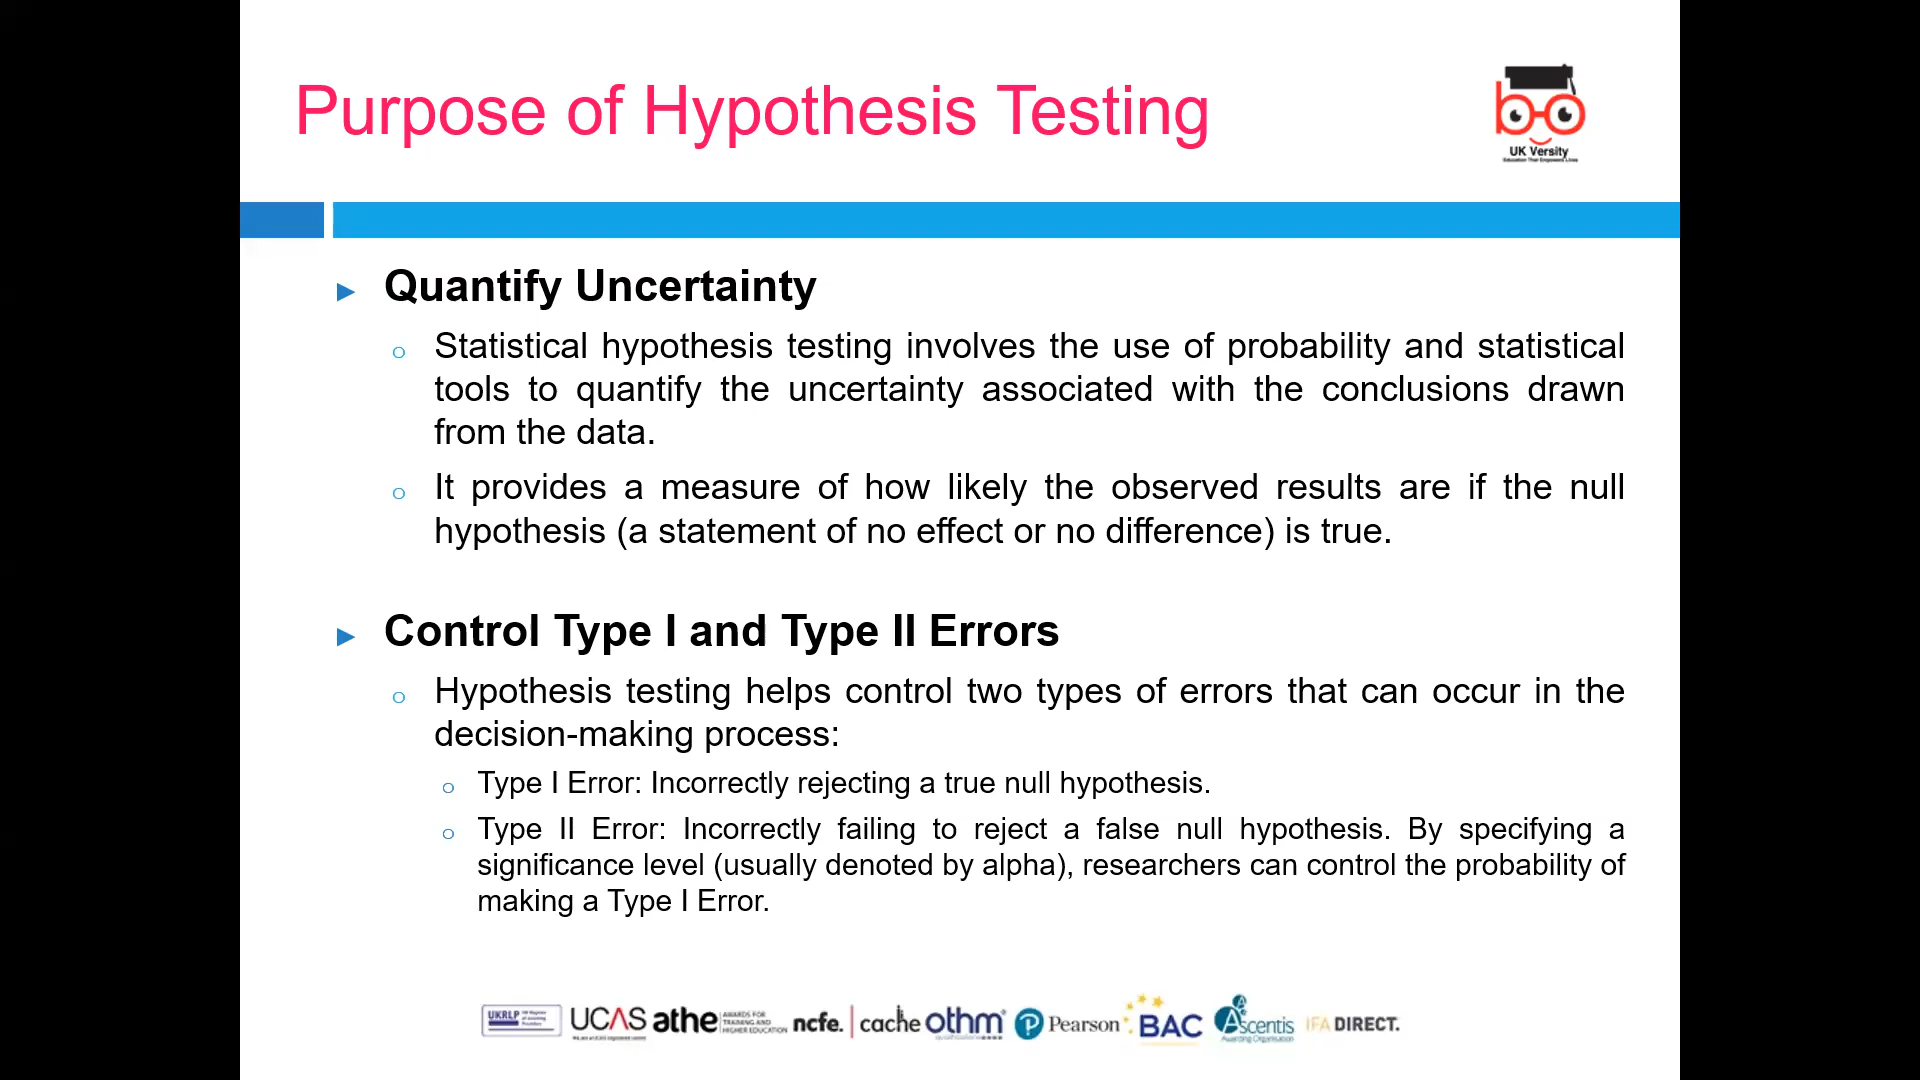 Purpose of Hypothesis Testing
UK Versity
Education That Empowers Lives
Quantify Uncertainty
Statistical hypothesis testing involves the use of probability and statistical
tools to quantify the uncertainty associated with the conclusions drawn
from the data.
It provides a measure of how likely the observed results are if the null
hypothesis (a statement of no effect or no difference) is true.
Control Type I and Type II Errors
Hypothesis testing helps control two types of errors that can occur in the
decision-making process:
Type I Error: Incorrectly rejecting a true null hypothesis.
Type II Error: Incorrectly failing to reject a false null hypothesis. By specifying a
significance level (usually denoted by alpha), researchers can control the probability of
making a Type I Error.
UKRLP UCAS athe AWARDS FOR TRAINING AND HIGHER EDUCATION ncfe. cache othm Pearson BAC Ascentis Awarding Organisation IFA DIRECT.